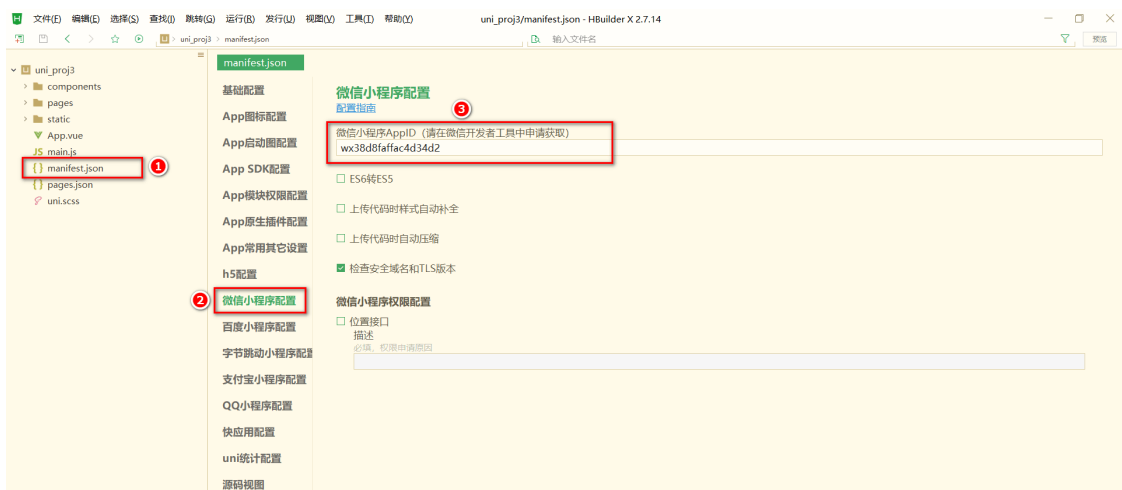 文件(F) 编辑(E) 选择(S) 查找(I) 跳转(G) 运行(R) 发行(U) 视图(V) 工具(T) 帮助(Y) uni_proj3/manifest.json - HBuilder X 2.7.14
uni_proj3 > manifest.json 输入文件名 预览
uni_proj3
components
pages
static
App.vue
JS main.js
{ } manifest.json
{ } pages.json
uni.scss
1
manifest.json
基础配置
App图标配置
App启动图配置
App SDK配置
App模块权限配置
App原生插件配置
App常用其它设置
h5配置
2
微信小程序配置
百度小程序配置
字节跳动小程序配置
支付宝小程序配置
QQ小程序配置
快应用配置
uni统计配置
源码视图
微信小程序配置
配置指南
3
微信小程序AppID（请在微信开发者工具中申请获取）
wx38d8faffac4d34d2
ES6转ES5
上传代码时样式自动补全
上传代码时自动压缩
检查安全域名和TLS版本
微信小程序权限配置
位置接口
描述
必填，权限申请原因